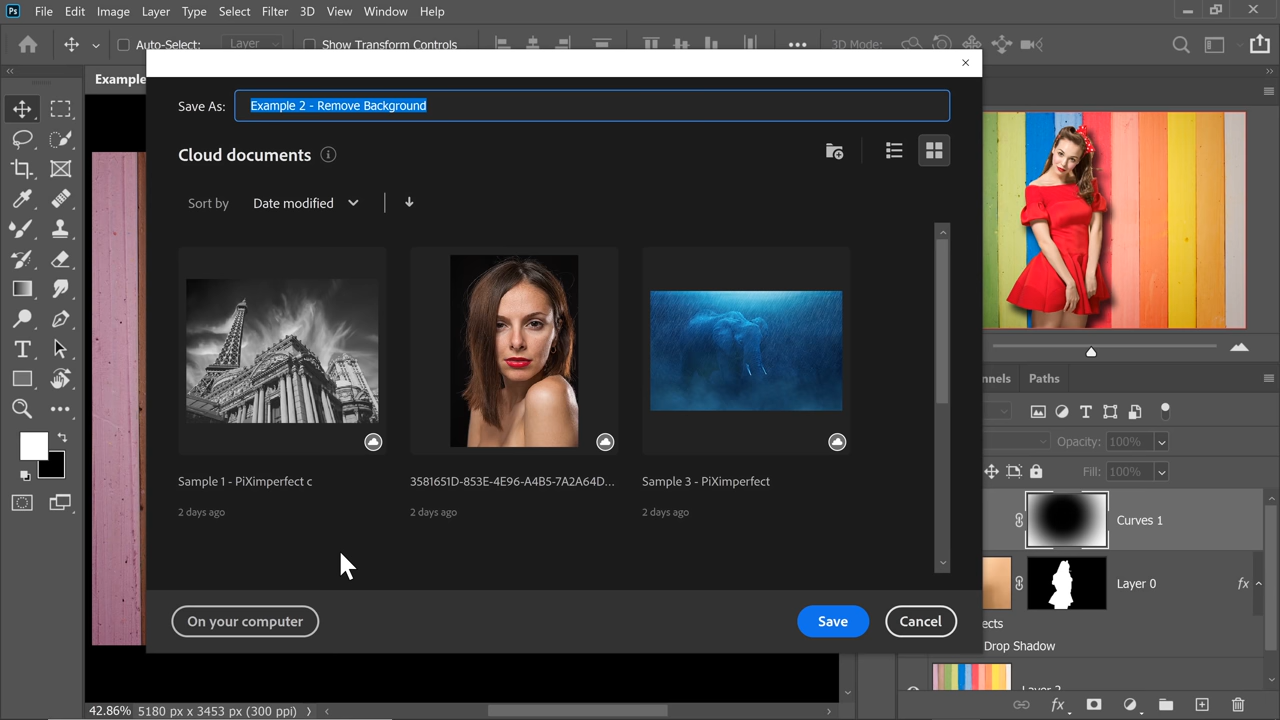 Ps File Edit Image Layer Type Select Filter 3D View Window Help
Auto-Select: Layer Show Transform Controls 3D Mode:
Example
Save As: Example 2 - Remove Background
Cloud documents
Sort by Date modified
Sample 1 - PiXimperfect c
2 days ago
3581651D-853E-4E96-A4B5-7A2A64D...
2 days ago
Sample 3 - PiXimperfect
2 days ago
On your computer
Save
Cancel
nnels Paths
Opacity: 100%
Fill: 100%
Curves 1
Layer 0 fx
ects
Drop Shadow
fx
42.86% 5180 px x 3453 px (300 ppi)